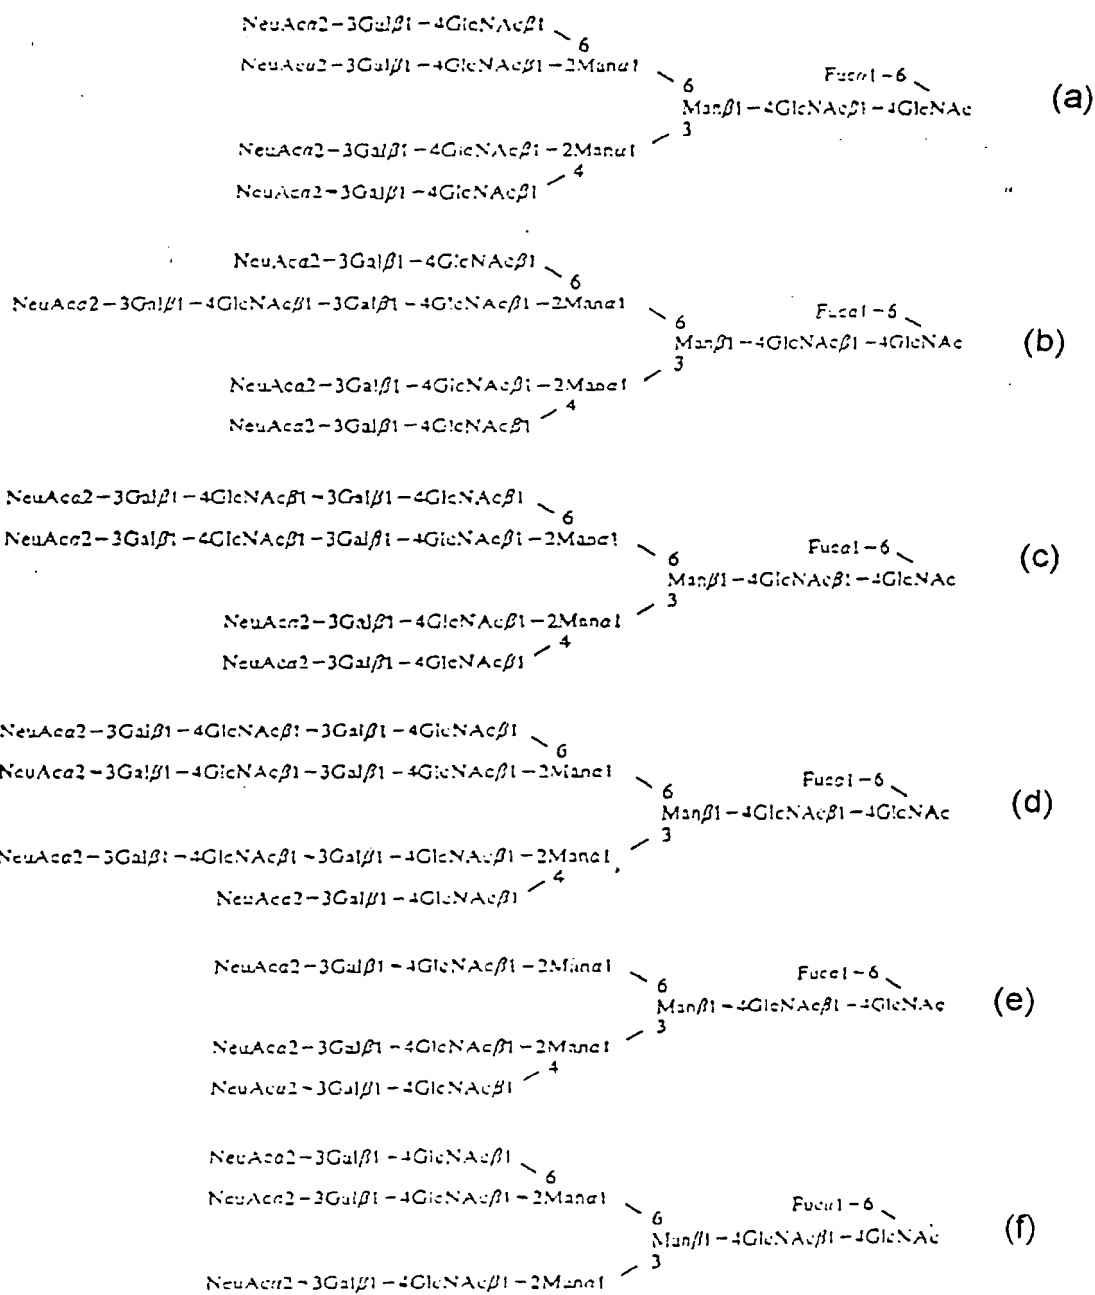 NeuAcα2–3Galβ1–4GlcNAcβ1
6
NeuAcα2–3Galβ1–4GlcNAcβ1–2Manα1
Fucα1–6
6
Manβ1–4GlcNAcβ1–4GlcNAc
(a)
3
NeuAcα2–3Galβ1–4GlcNAcβ1–2Manα1
4
NeuAcα2–3Galβ1–4GlcNAcβ1
NeuAcα2–3Galβ1–4GlcNAcβ1
6
NeuAcα2–3Galβ1–4GlcNAcβ1–3Galβ1–4GlcNAcβ1–2Manα1
Fucα1–6
6
Manβ1–4GlcNAcβ1–4GlcNAc
(b)
3
NeuAcα2–3Galβ1–4GlcNAcβ1–2Manα1
4
NeuAcα2–3Galβ1–4GlcNAcβ1
NeuAcα2–3Galβ1–4GlcNAcβ1–3Galβ1–4GlcNAcβ1
6
NeuAcα2–3Galβ1–4GlcNAcβ1–3Galβ1–4GlcNAcβ1–2Manα1
Fucα1–6
6
Manβ1–4GlcNAcβ1–4GlcNAc
(c)
3
NeuAcα2–3Galβ1–4GlcNAcβ1–2Manα1
4
NeuAcα2–3Galβ1–4GlcNAcβ1
NeuAcα2–3Galβ1–4GlcNAcβ1–3Galβ1–4GlcNAcβ1
6
NeuAcα2–3Galβ1–4GlcNAcβ1–3Galβ1–4GlcNAcβ1–2Manα1
Fucα1–6
6
Manβ1–4GlcNAcβ1–4GlcNAc
(d)
3
NeuAcα2–3Galβ1–4GlcNAcβ1–3Galβ1–4GlcNAcβ1–2Manα1
4
NeuAcα2–3Galβ1–4GlcNAcβ1
NeuAcα2–3Galβ1–4GlcNAcβ1–2Manα1
Fucα1–6
6
Manβ1–4GlcNAcβ1–4GlcNAc
(e)
3
NeuAcα2–3Galβ1–4GlcNAcβ1–2Manα1
4
NeuAcα2–3Galβ1–4GlcNAcβ1
NeuAcα2–3Galβ1–4GlcNAcβ1
6
NeuAcα2–3Galβ1–4GlcNAcβ1–2Manα1
Fucα1–6
6
Manβ1–4GlcNAcβ1–4GlcNAc
(f)
3
NeuAcα2–3Galβ1–4GlcNAcβ1–2Manα1